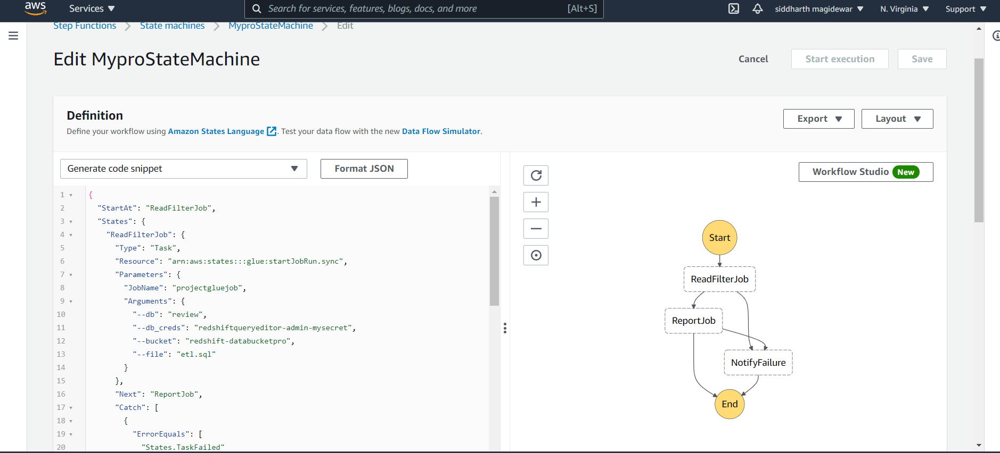 aws
Services
Search for services, features, blogs, docs, and more
[Alt+S]
siddharth magidewar
N. Virginia
Support
Step Functions
State machines
MyproStateMachine
Edit
Edit MyproStateMachine
Cancel
Start execution
Save
Definition
Define your workflow using Amazon States Language. Test your data flow with the new Data Flow Simulator.
Export
Layout
Generate code snippet
Format JSON
Workflow Studio New
1 {
2 "StartAt": "ReadFilterJob",
3 "States": {
4 "ReadFilterJob": {
5 "Type": "Task",
6 "Resource": "arn:aws:states:::glue:startJobRun.sync",
7 "Parameters": {
8 "JobName": "projectgluejob",
9 "Arguments": {
10 "--db": "review",
11 "--db_creds": "redshiftqueryeditor-admin-mysecret",
12 "--bucket": "redshift-databucketpro",
13 "--file": "etl.sql"
14 }
15 },
16 "Next": "ReportJob",
17 "Catch": [
18 {
19 "ErrorEquals": [
20 "States.TaskFailed"
Start
ReadFilterJob
ReportJob
NotifyFailure
End